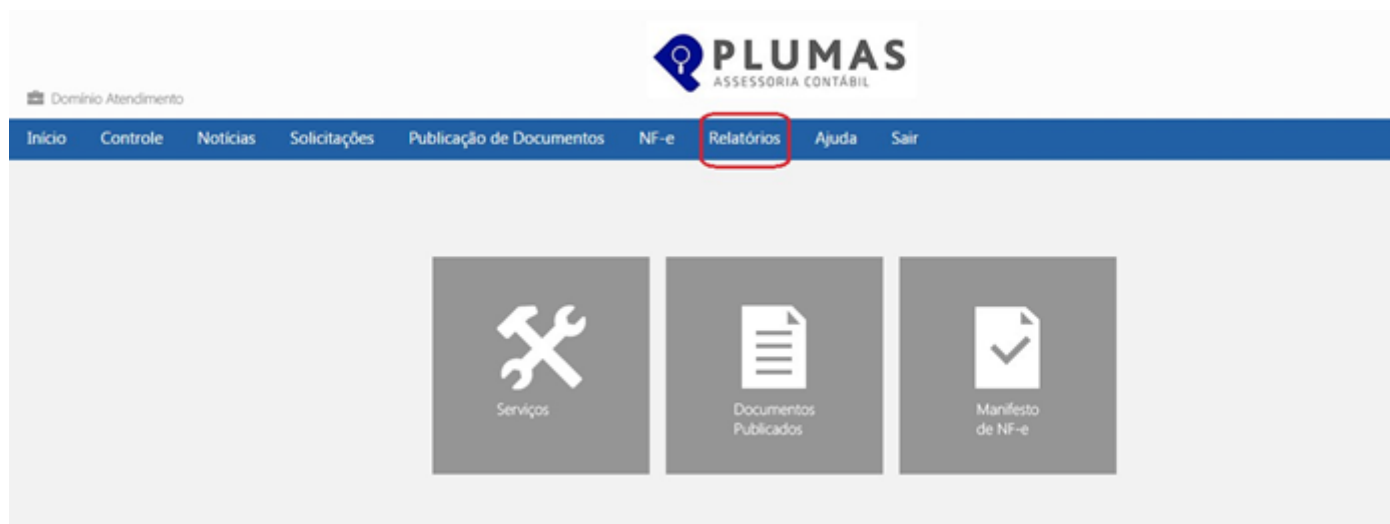 PLUMAS
ASSESSORIA CONTÁBIL
Domínio Atendimento
Início Controle Notícias Solicitações Publicação de Documentos NF-e Relatórios Ajuda Sair
Serviços
Documentos
Publicados
Manifesto
de NF-e